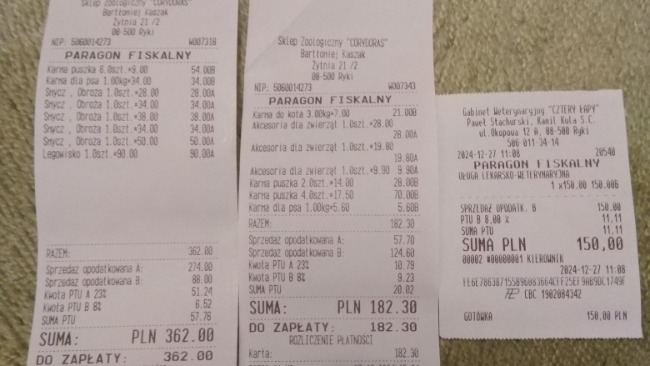 Sklep Zoologiczny "CORYDORAS"
Bartłomiej Kaszak
Żytnia 21 /2
08-500 Ryki
NIP: 5060014273 W007318
PARAGON FISKALNY
Karma puszka 6.0szt.×9.00 54.00B
Karma dla psa 1.00kg×34.00 34.00B
Smycz , Obroża 1.0szt.×28.00 28.00A
Smycz , Obroża 1.0szt.×34.00 34.00A
Smycz , Obroża 1.0szt.×38.00 38.00A
Smycz , Obroża 1.0szt.×34.00 34.00A
Smycz , Obroża 1.0szt.×50.00 50.00A
Legowisko 1.0szt.×90.00 90.00A
RAZEM: 362.00
Sprzedaż opodatkowana A: 274.00
Sprzedaż opodatkowana B: 88.00
Kwota PTU A 23% 51.24
Kwota PTU B 8% 6.52
SUMA PTU 57.76
SUMA: PLN 362.00
DO ZAPŁATY: 362.00
Sklep Zoologiczny "CORYDORAS"
Bartłomiej Kaszak
Żytnia 21 /2
08-500 Ryki
NIP: 5060014273 W007343
PARAGON FISKALNY
Karma do kota 3.00kg×7.00 21.00B
Akcesoria dla zwierząt 1.0szt.×28.00
28.00A
Akcesoria dla zwierząt 1.0szt.×19.80
19.80A
Akcesoria dla zwierząt 1.0szt.×9.90 9.90A
Karma puszka 2.0szt.×14.00 28.00B
Karma puszka 4.0szt.×17.50 70.00B
Karma dla psa 1.00kg×5.60 5.60B
RAZEM: 182.30
Sprzedaż opodatkowana A: 57.70
Sprzedaż opodatkowana B: 124.60
Kwota PTU A 23% 10.79
Kwota PTU B 8% 9.23
SUMA PTU 20.02
SUMA: PLN 182.30
DO ZAPŁATY: 182.30
ROZLICZENIE PŁATNOŚCI
Karta: 182.30
Gabinet Weterynaryjny "CZTERY ŁAPY"
Paweł Stachurski, Kamil Kula S.C.
ul.Okopowa 12 A, 08-500 Ryki
506-011-34-14
2024-12-27 11:08 20540
PARAGON FISKALNY
USŁUGA LEKARSKO-WETERYNARYJNA
1 x150,00 150,00B
SPRZEDAŻ OPODATK. B 150,00
PTU B 8,00 % 11,11
SUMA PTU 11,11
SUMA PLN 150,00
00002 #00000001 KIEROWNIK
2024-12-27 11:08
CBC 1902084342
GOTÓWKA 150,00 PLN